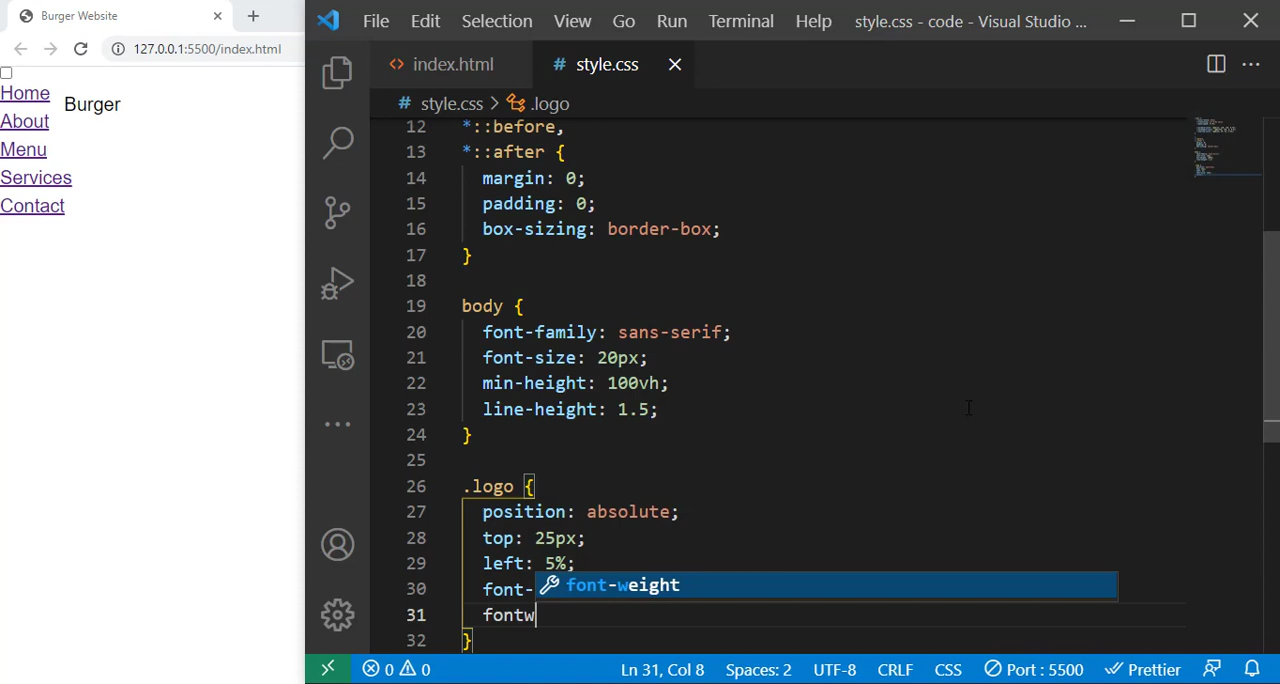 Burger Website
127.0.0.1:5500/index.html
Home
Burger
About
Menu
Services
Contact
File Edit Selection View Go Run Terminal Help style.css - code - Visual Studio ...
<> index.html # style.css
# style.css > .logo
12 *::before,
13 *::after {
14 margin: 0;
15 padding: 0;
16 box-sizing: border-box;
17 }
18
19 body {
20 font-family: sans-serif;
21 font-size: 20px;
22 min-height: 100vh;
23 line-height: 1.5;
24 }
25
26 .logo {
27 position: absolute;
28 top: 25px;
29 left: 5%;
30 font-
font-weight
31 fontw
32 }
0 0 Ln 31, Col 8 Spaces: 2 UTF-8 CRLF CSS Port : 5500 Prettier